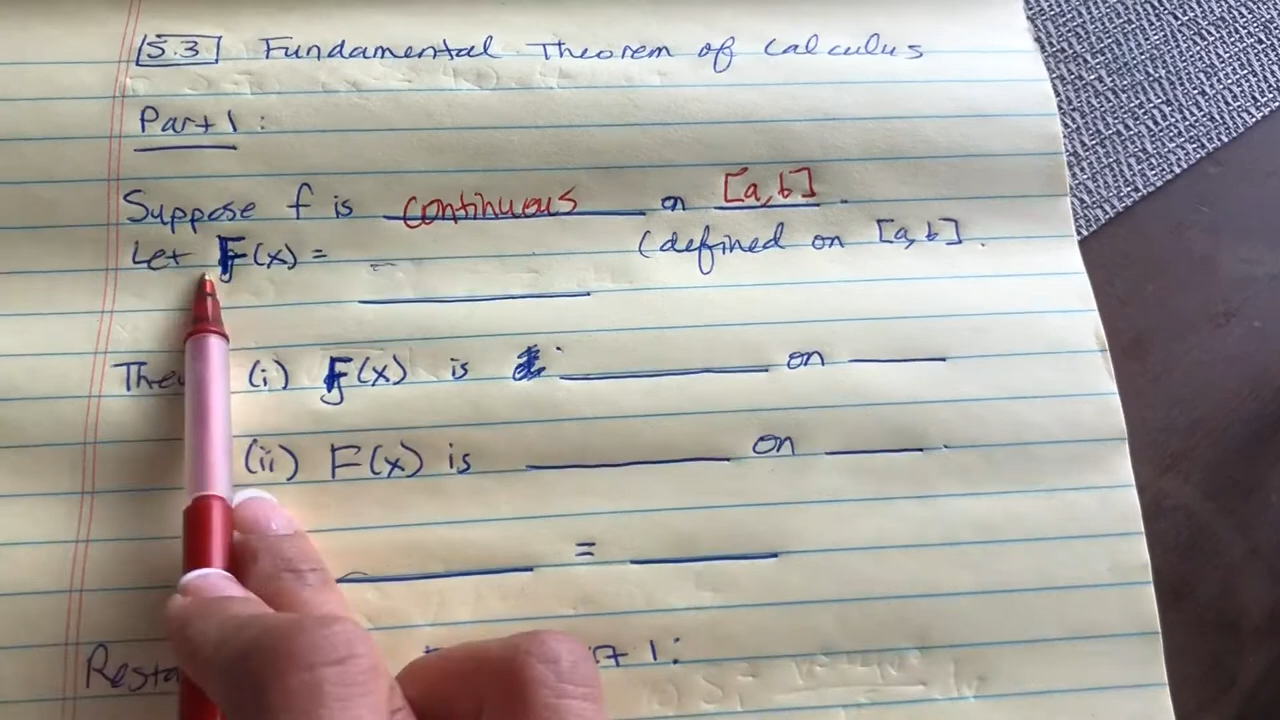 5.3 Fundamental Theorem of Calculus
Part 1:
Suppose f is continuous on [a,b].
Let F(x) = (defined on [a,b].
(i) F(x) is on
(ii) F(x) is on .
=
1: